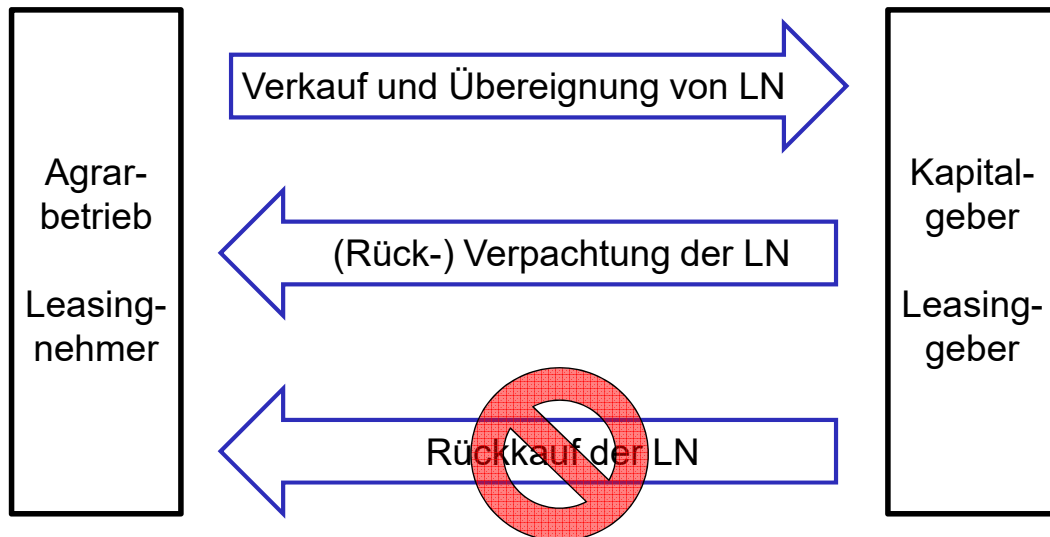 Agrar-
betrieb
Leasing-
nehmer
Verkauf und Übereignung von LN
(Rück-) Verpachtung der LN
Rückkauf der LN
Kapital-
geber
Leasing-
geber